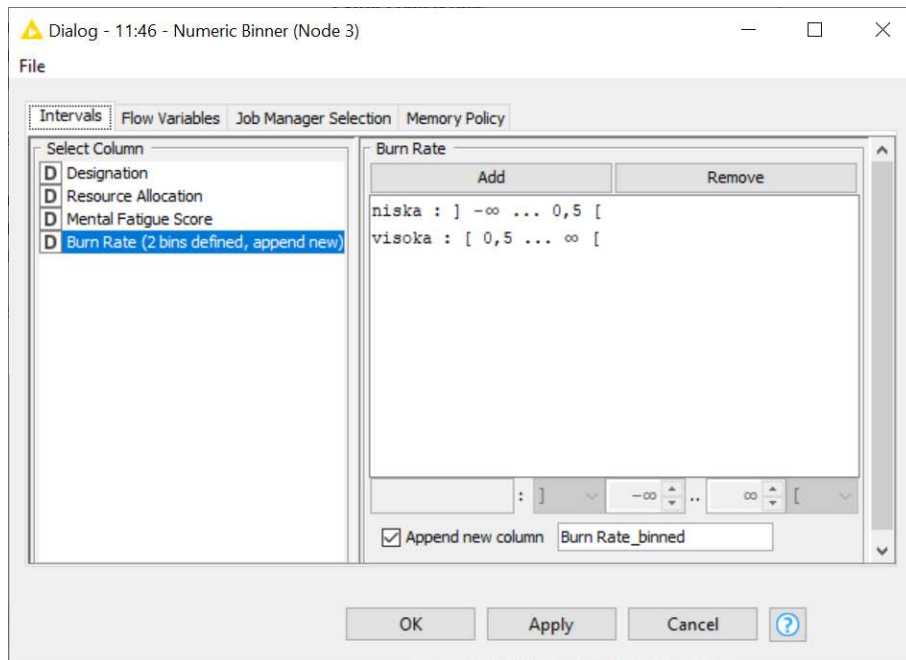 Dialog - 11:46 - Numeric Binner (Node 3)
File
Intervals Flow Variables Job Manager Selection Memory Policy
Select Column
D Designation
D Resource Allocation
D Mental Fatigue Score
D Burn Rate (2 bins defined, append new)
Burn Rate
Add Remove
niska : ] -∞ ... 0,5 [
visoka : [ 0,5 ... ∞ [
: ] -∞ .. ∞ [
Append new column Burn Rate_binned
OK Apply Cancel ?